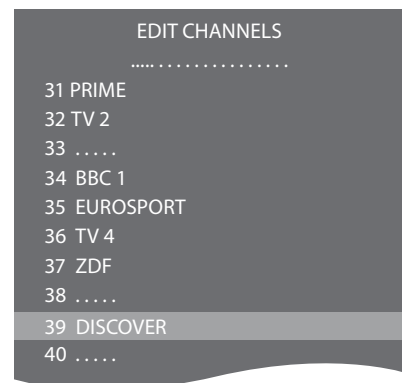 EDIT CHANNELS
..... . . . . . . . . . . . . . . .
31 PRIME
32 TV 2
33 . . . . .
34 BBC 1
35 EUROSPORT
36 TV 4
37 ZDF
38 . . . . .
39 DISCOVER
40 . . . . .